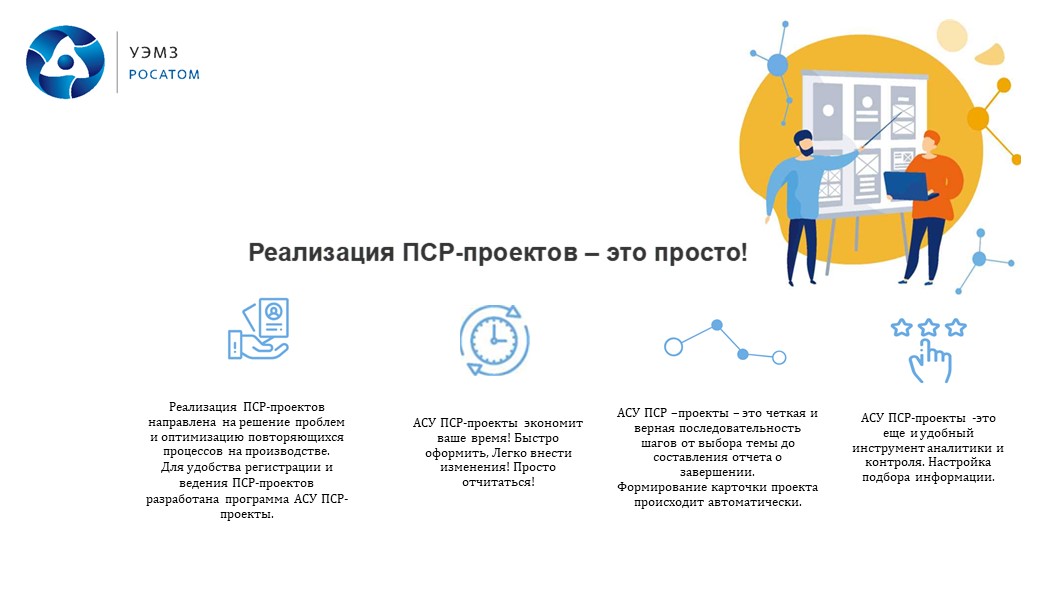 УЭМЗ
РОСАТОМ
Реализация ПСР-проектов – это просто!
Реализация ПСР-проектов
направлена на решение проблем
и оптимизацию повторяющихся
процессов на производстве.
Для удобства регистрации и
ведения ПСР-проектов
разработана программа АСУ ПСР-
проекты.
АСУ ПСР-проекты экономит
ваше время! Быстро
оформить, Легко внести
изменения! Просто
отчитаться!
АСУ ПСР –проекты – это четкая и
верная последовательность
шагов от выбора темы до
составления отчета о
завершении.
Формирование карточки проекта
происходит автоматически.
АСУ ПСР-проекты -это
еще и удобный
инструмент аналитики и
контроля. Настройка
подбора информации.